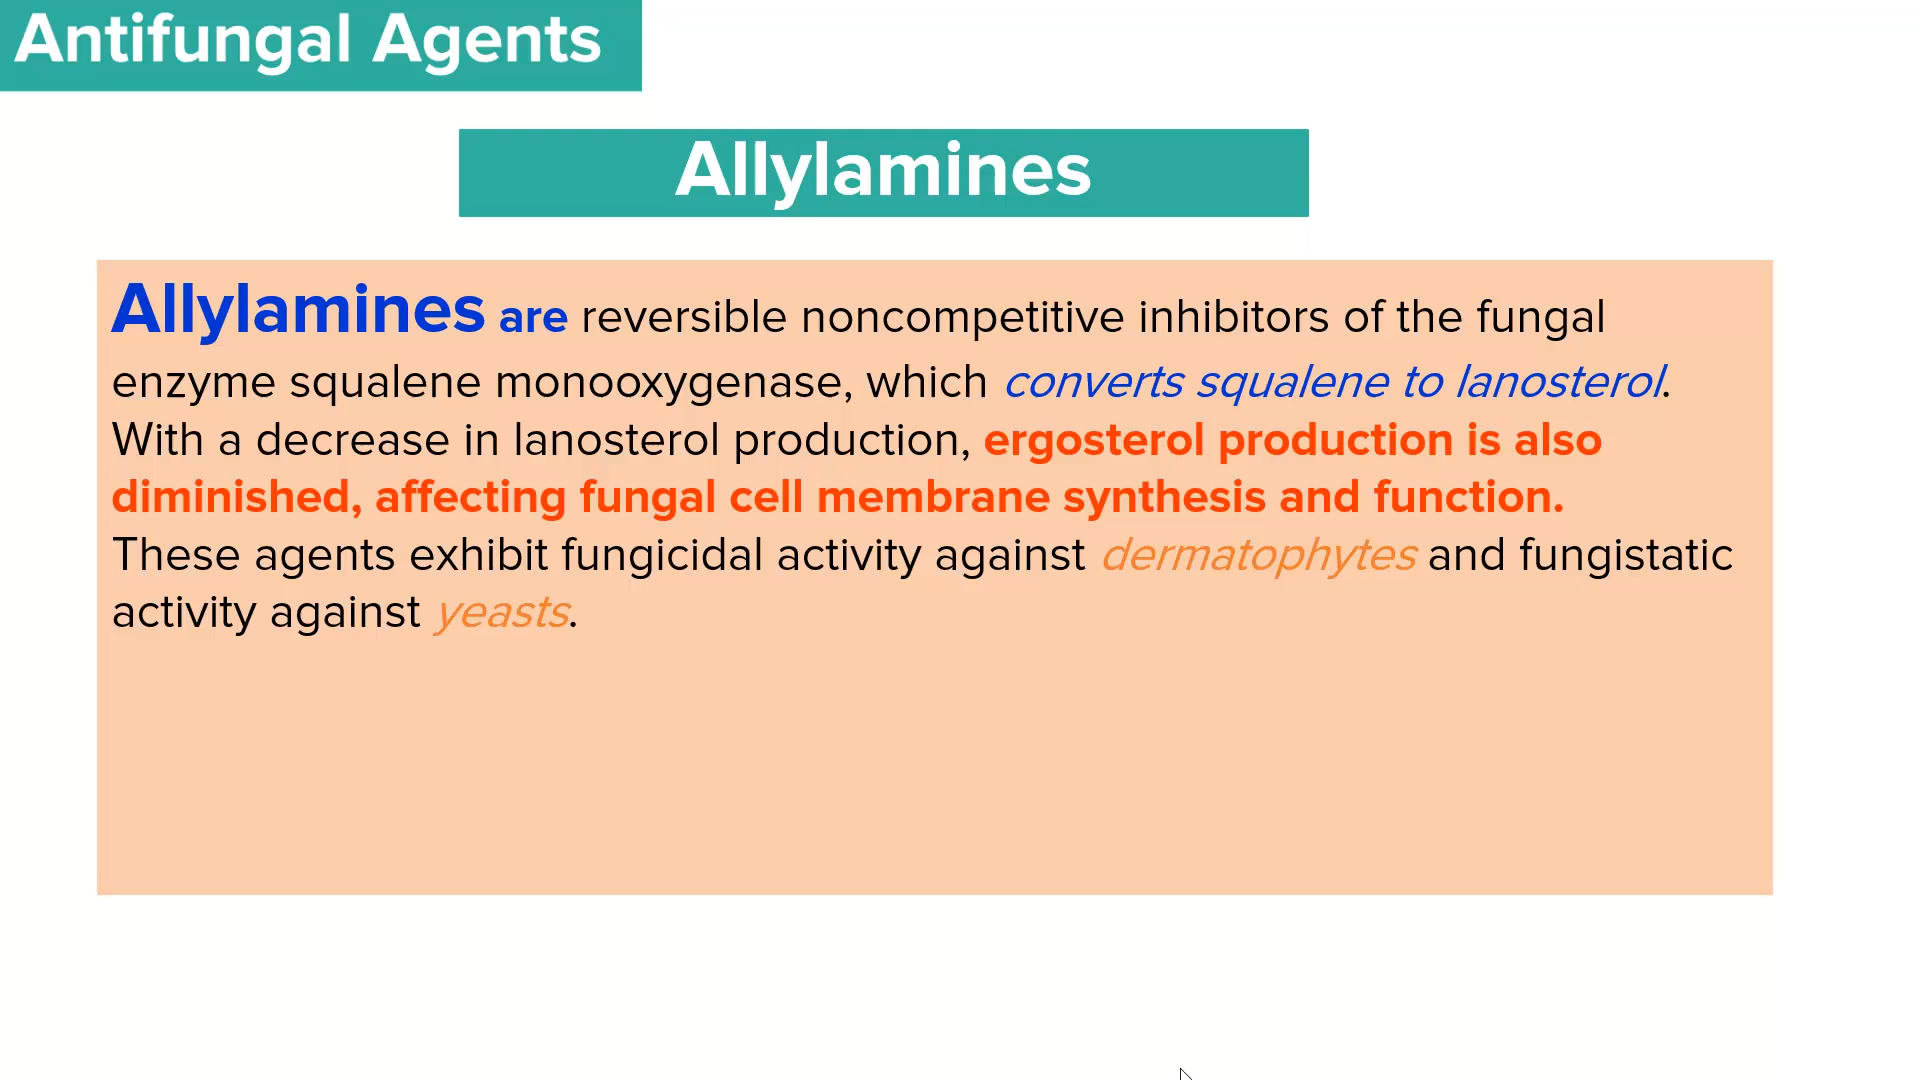 Antifungal Agents
Allylamines
Allylamines are reversible noncompetitive inhibitors of the fungal
enzyme squalene monooxygenase, which converts squalene to lanosterol.
With a decrease in lanosterol production, ergosterol production is also
diminished, affecting fungal cell membrane synthesis and function.
These agents exhibit fungicidal activity against dermatophytes and fungistatic
activity against yeasts.